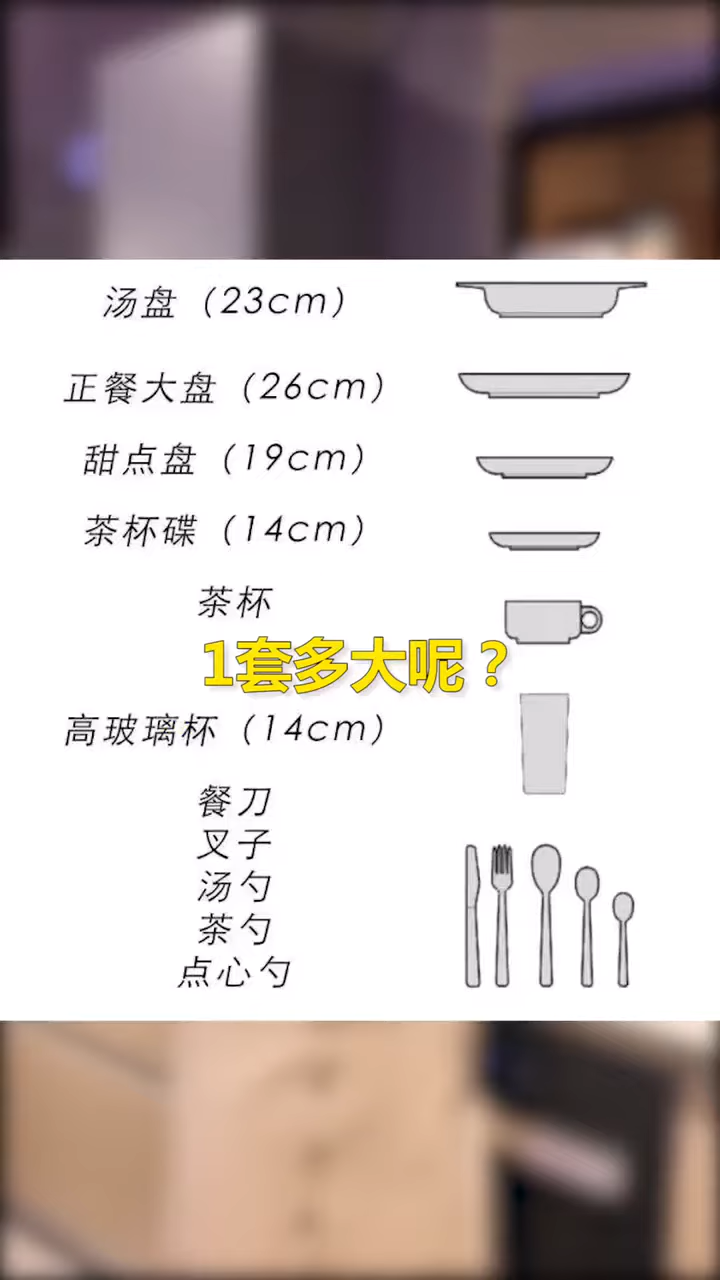 汤盘（23cm）
正餐大盘（26cm）
甜点盘（19cm）
茶杯碟（14cm）
茶杯
1套多大呢？
高玻璃杯（14cm）
餐刀
叉子
汤勺
茶勺
点心勺